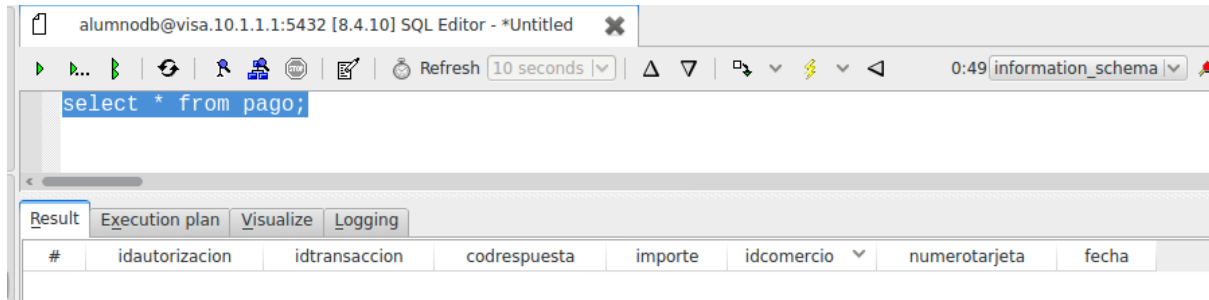 alumnodb@visa.10.1.1.1:5432 [8.4.10] SQL Editor - *Untitled
... Refresh 10 seconds 0:49 information_schema
select * from pago;
Result Execution plan Visualize Logging
# idautorizacion idtransaccion codrespuesta importe idcomercio numerotarjeta fecha